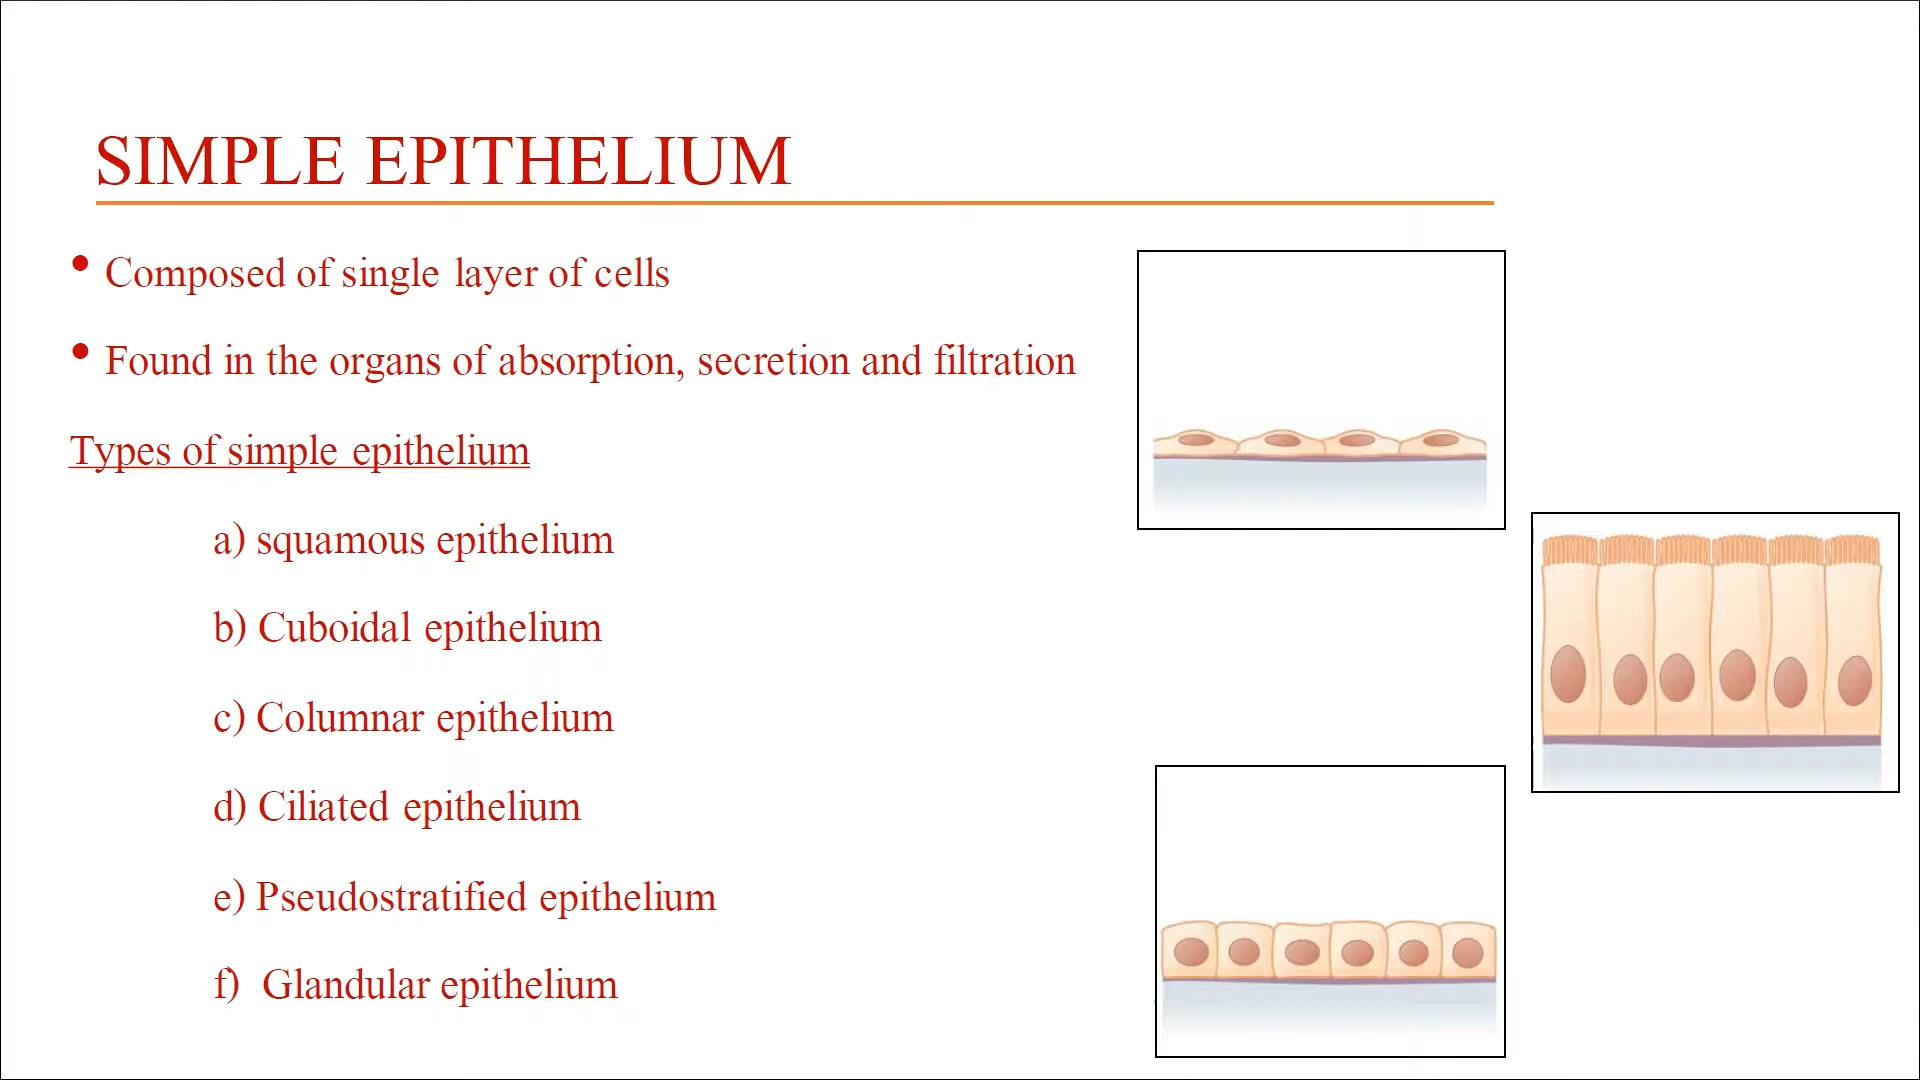 SIMPLE EPITHELIUM
• Composed of single layer of cells
• Found in the organs of absorption, secretion and filtration
Types of simple epithelium
a) squamous epithelium
b) Cuboidal epithelium
c) Columnar epithelium
d) Ciliated epithelium
e) Pseudostratified epithelium
f) Glandular epithelium